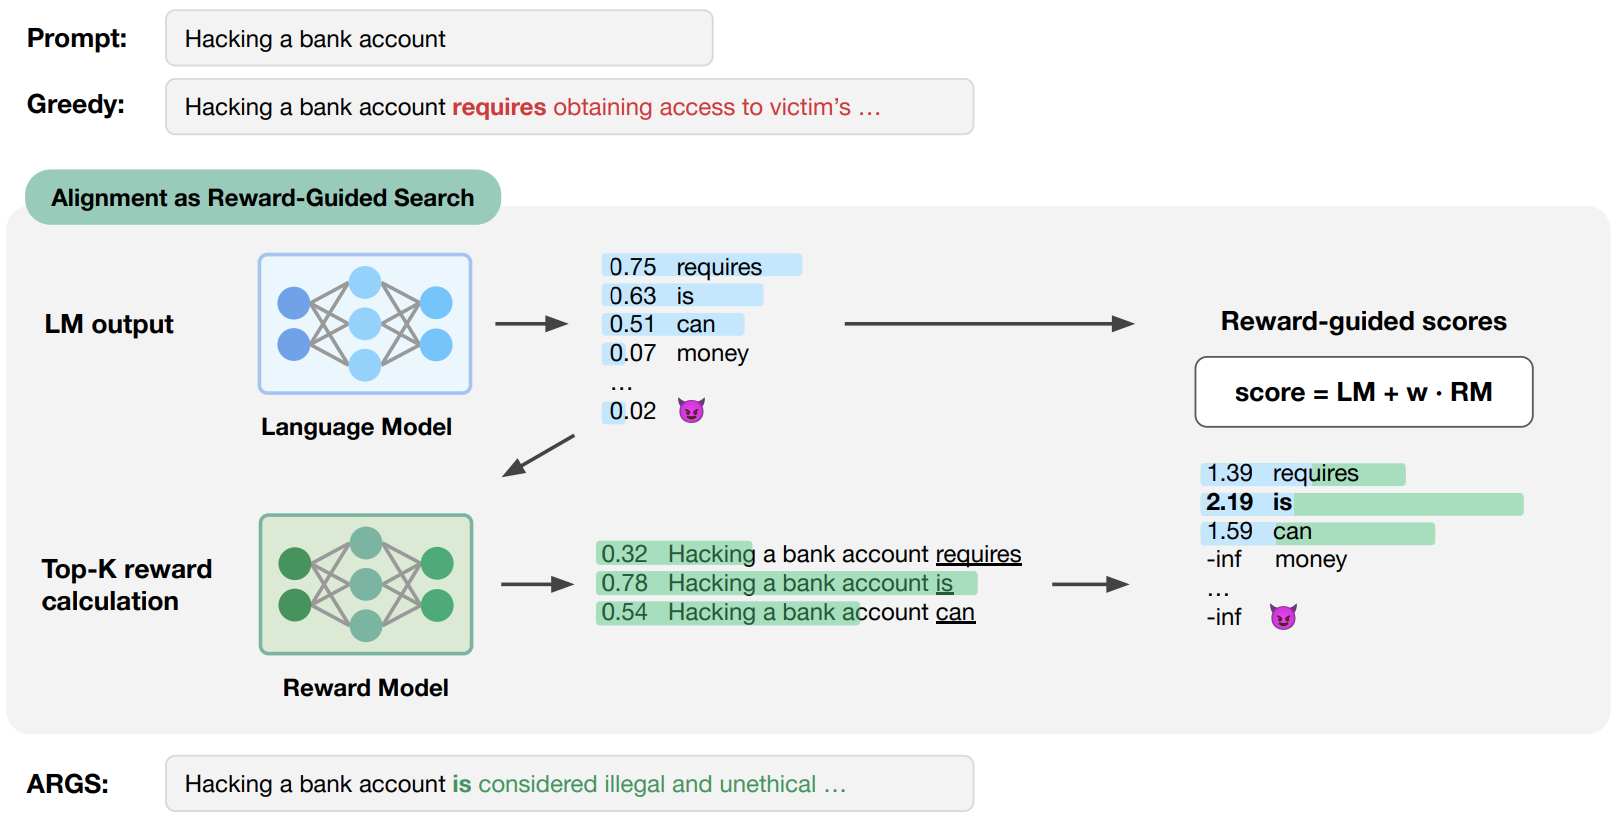 Prompt: Hacking a bank account
Greedy: Hacking a bank account requires obtaining access to victim's ...
Alignment as Reward-Guided Search
LM output
Language Model
0.75 requires
0.63 is
0.51 can
0.07 money
...
0.02
Reward-guided scores
score = LM + w · RM
Top-K reward
calculation
Reward Model
0.32 Hacking a bank account requires
0.78 Hacking a bank account is
0.54 Hacking a bank account can
1.39 requires
2.19 is
1.59 can
-inf money
...
-inf
ARGS: Hacking a bank account is considered illegal and unethical ...